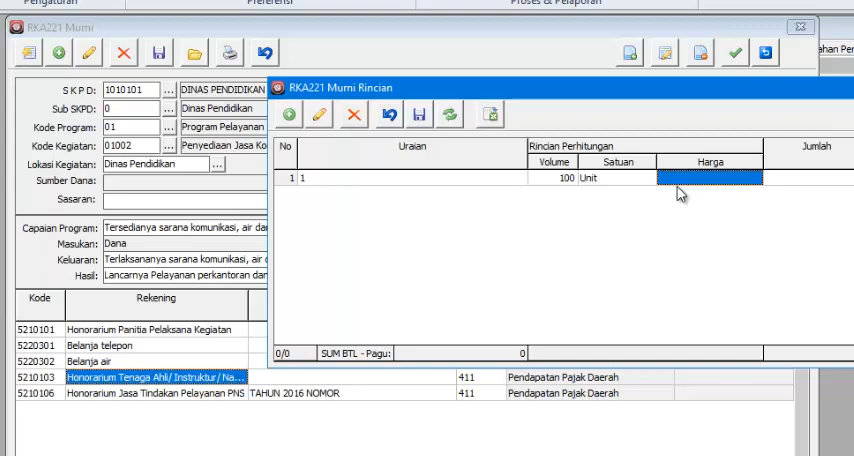 Pengaturan Preferensi Proses & Pelaporan
RKA221 Murni
ahan Per
SKPD: 1010101 ... DINAS PENDIDIKAN
Sub SKPD: 0 ... Dinas Pendidikan
Kode Program: 01 ... Program Pelayanan
Kode Kegiatan: 01002 ... Penyediaan Jasa Ko
Lokasi Kegiatan: Dinas Pendidikan ...
Sumber Dana:
Sasaran:
Capaian Program: Tersedianya sarana komunikasi, air da
Masukan: Dana
Keluaran: Terlaksananya sarana komunikasi, air d
Hasil: Lancarnya Pelayanan perkantoran dan
RKA221 Murni Rincian
No Uraian Rincian Perhitungan Jumlah
Volume Satuan Harga
1 1 100 Unit
0/0 SUM BTL - Pagu: 0
Kode Rekening
5210101 Honorarium Panitia Pelaksana Kegiatan
5220301 Belanja telepon
5220302 Belanja air
5210103 Honorarium Tenaga Ahli/ Instruktur/ Na... 411 Pendapatan Pajak Daerah
5210106 Honorarium Jasa Tindakan Pelayanan PNS TAHUN 2016 NOMOR 411 Pendapatan Pajak Daerah